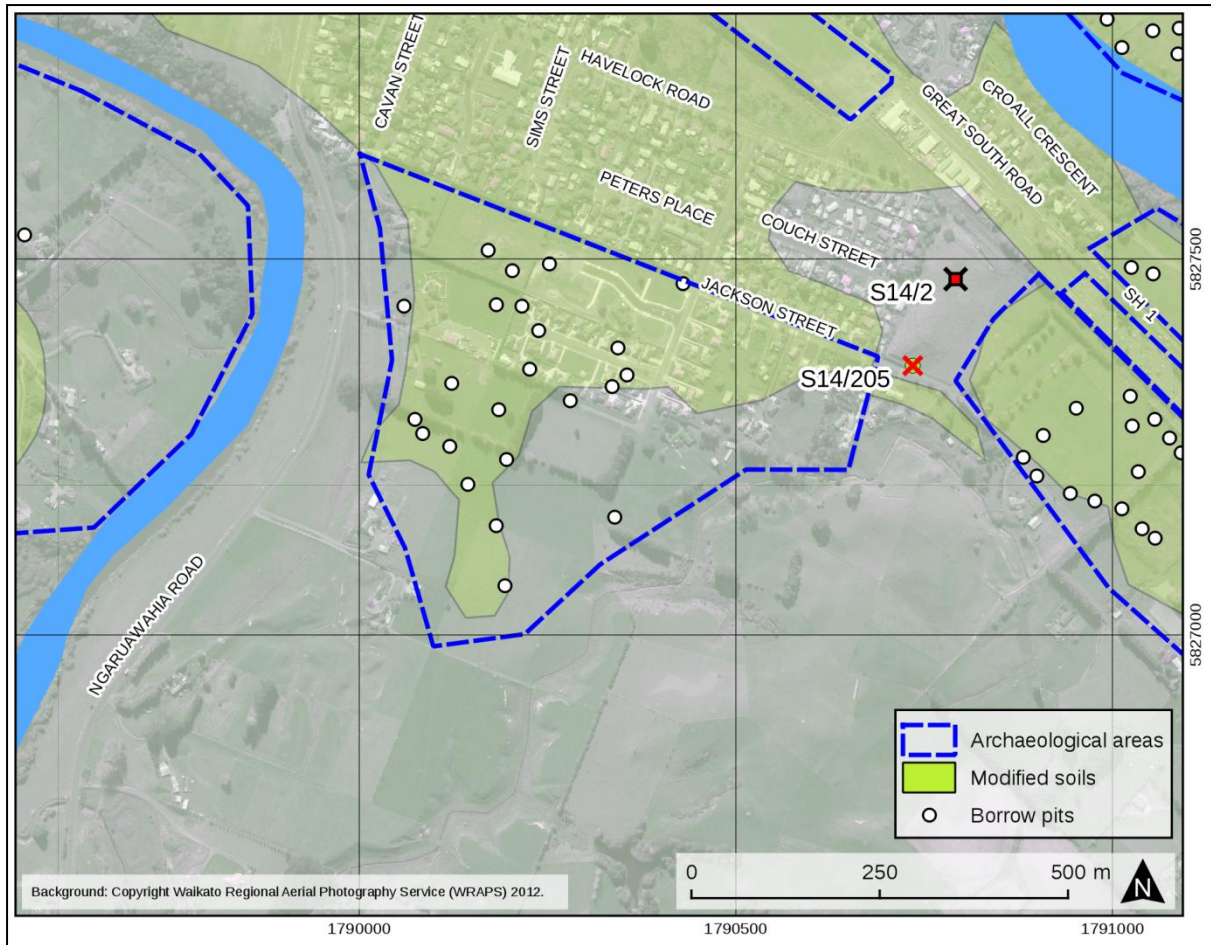 CAVAN STREET
SIMS STREET
HAVELOCK ROAD
GREAT SOUTH ROAD
CROALL CRESCENT
PETERS PLACE
COUCH STREET
S14/2
JACKSON STREET
SH 1
S14/205
5827500
5827000
NGARUAWAHIA ROAD
Archaeological areas
Modified soils
Borrow pits
0 250 500 m
N
Background: Copyright Waikato Regional Aerial Photography Service (WRAPS) 2012.
1790000 1790500 1791000